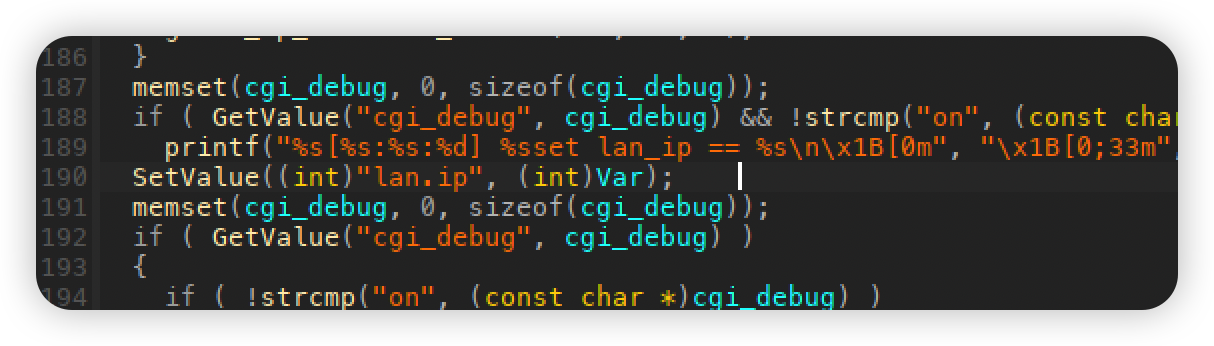 186 }
187 memset(cgi_debug, 0, sizeof(cgi_debug));
188 if ( GetValue("cgi_debug", cgi_debug) && !strcmp("on", (const char
189 printf("%s[%s:%s:%d] %sset lan_ip == %s\n\x1B[0m", "\x1B[0;33m",
190 SetValue((int)"lan.ip", (int)Var);
191 memset(cgi_debug, 0, sizeof(cgi_debug));
192 if ( GetValue("cgi_debug", cgi_debug) )
193 {
194 if ( !strcmp("on", (const char *)cgi_debug) )